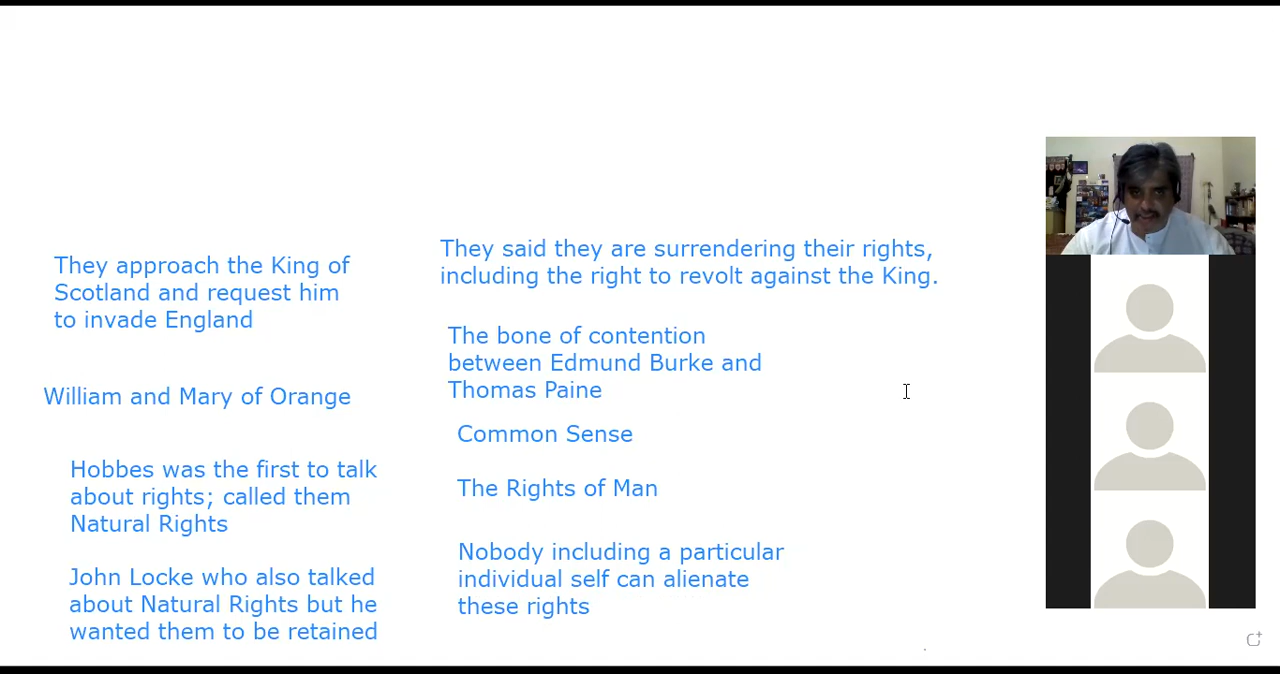 They approach the King of
Scotland and request him
to invade England
William and Mary of Orange
Hobbes was the first to talk
about rights; called them
Natural Rights
John Locke who also talked
about Natural Rights but he
wanted them to be retained
They said they are surrendering their rights,
including the right to revolt against the King.
The bone of contention
between Edmund Burke and
Thomas Paine
Common Sense
The Rights of Man
Nobody including a particular
individual self can alienate
these rights